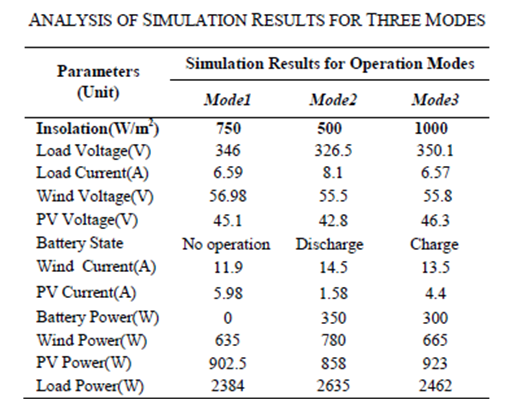 ANALYSIS OF SIMULATION RESULTS FOR THREE MODES
Parameters (Unit) Simulation Results for Operation Modes
Mode1 Mode2 Mode3
Insolation(W/m²) 750 500 1000
Load Voltage(V) 346 326.5 350.1
Load Current(A) 6.59 8.1 6.57
Wind Voltage(V) 56.98 55.5 55.8
PV Voltage(V) 45.1 42.8 46.3
Battery State No operation Discharge Charge
Wind Current(A) 11.9 14.5 13.5
PV Current(A) 5.98 1.58 4.4
Battery Power(W) 0 350 300
Wind Power(W) 635 780 665
PV Power(W) 902.5 858 923
Load Power(W) 2384 2635 2462